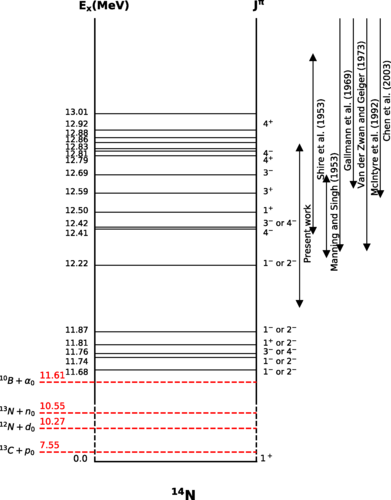 Eₓ(MeV) Jᵖⁱ
13.01
12.92 4⁺
12.88
12.86
12.83
12.81 4⁻
12.79 4⁺
12.69 3⁻
12.59 3⁺
12.50 1⁺
12.42 3⁻ or 4⁻
12.41 4⁻
12.22 1⁻ or 2⁻
11.87 1⁻ or 2⁻
11.81 1⁺ or 2⁻
11.76 3⁻ or 4⁻
11.74 1⁻ or 2⁻
11.68 1⁻ or 2⁻
¹⁰B + α₀ 11.61
¹³N + n₀ 10.55
¹²N + d₀ 10.27
¹³C + p₀ 7.55
0.0 1⁺
¹⁴N
Present work
Shire et al. (1953)
Manning and Singh (1953)
Gallmann et al. (1969)
Van der Zwan and Geiger (1973)
McIntyre et al. (1992)
Chen et al. (2003)